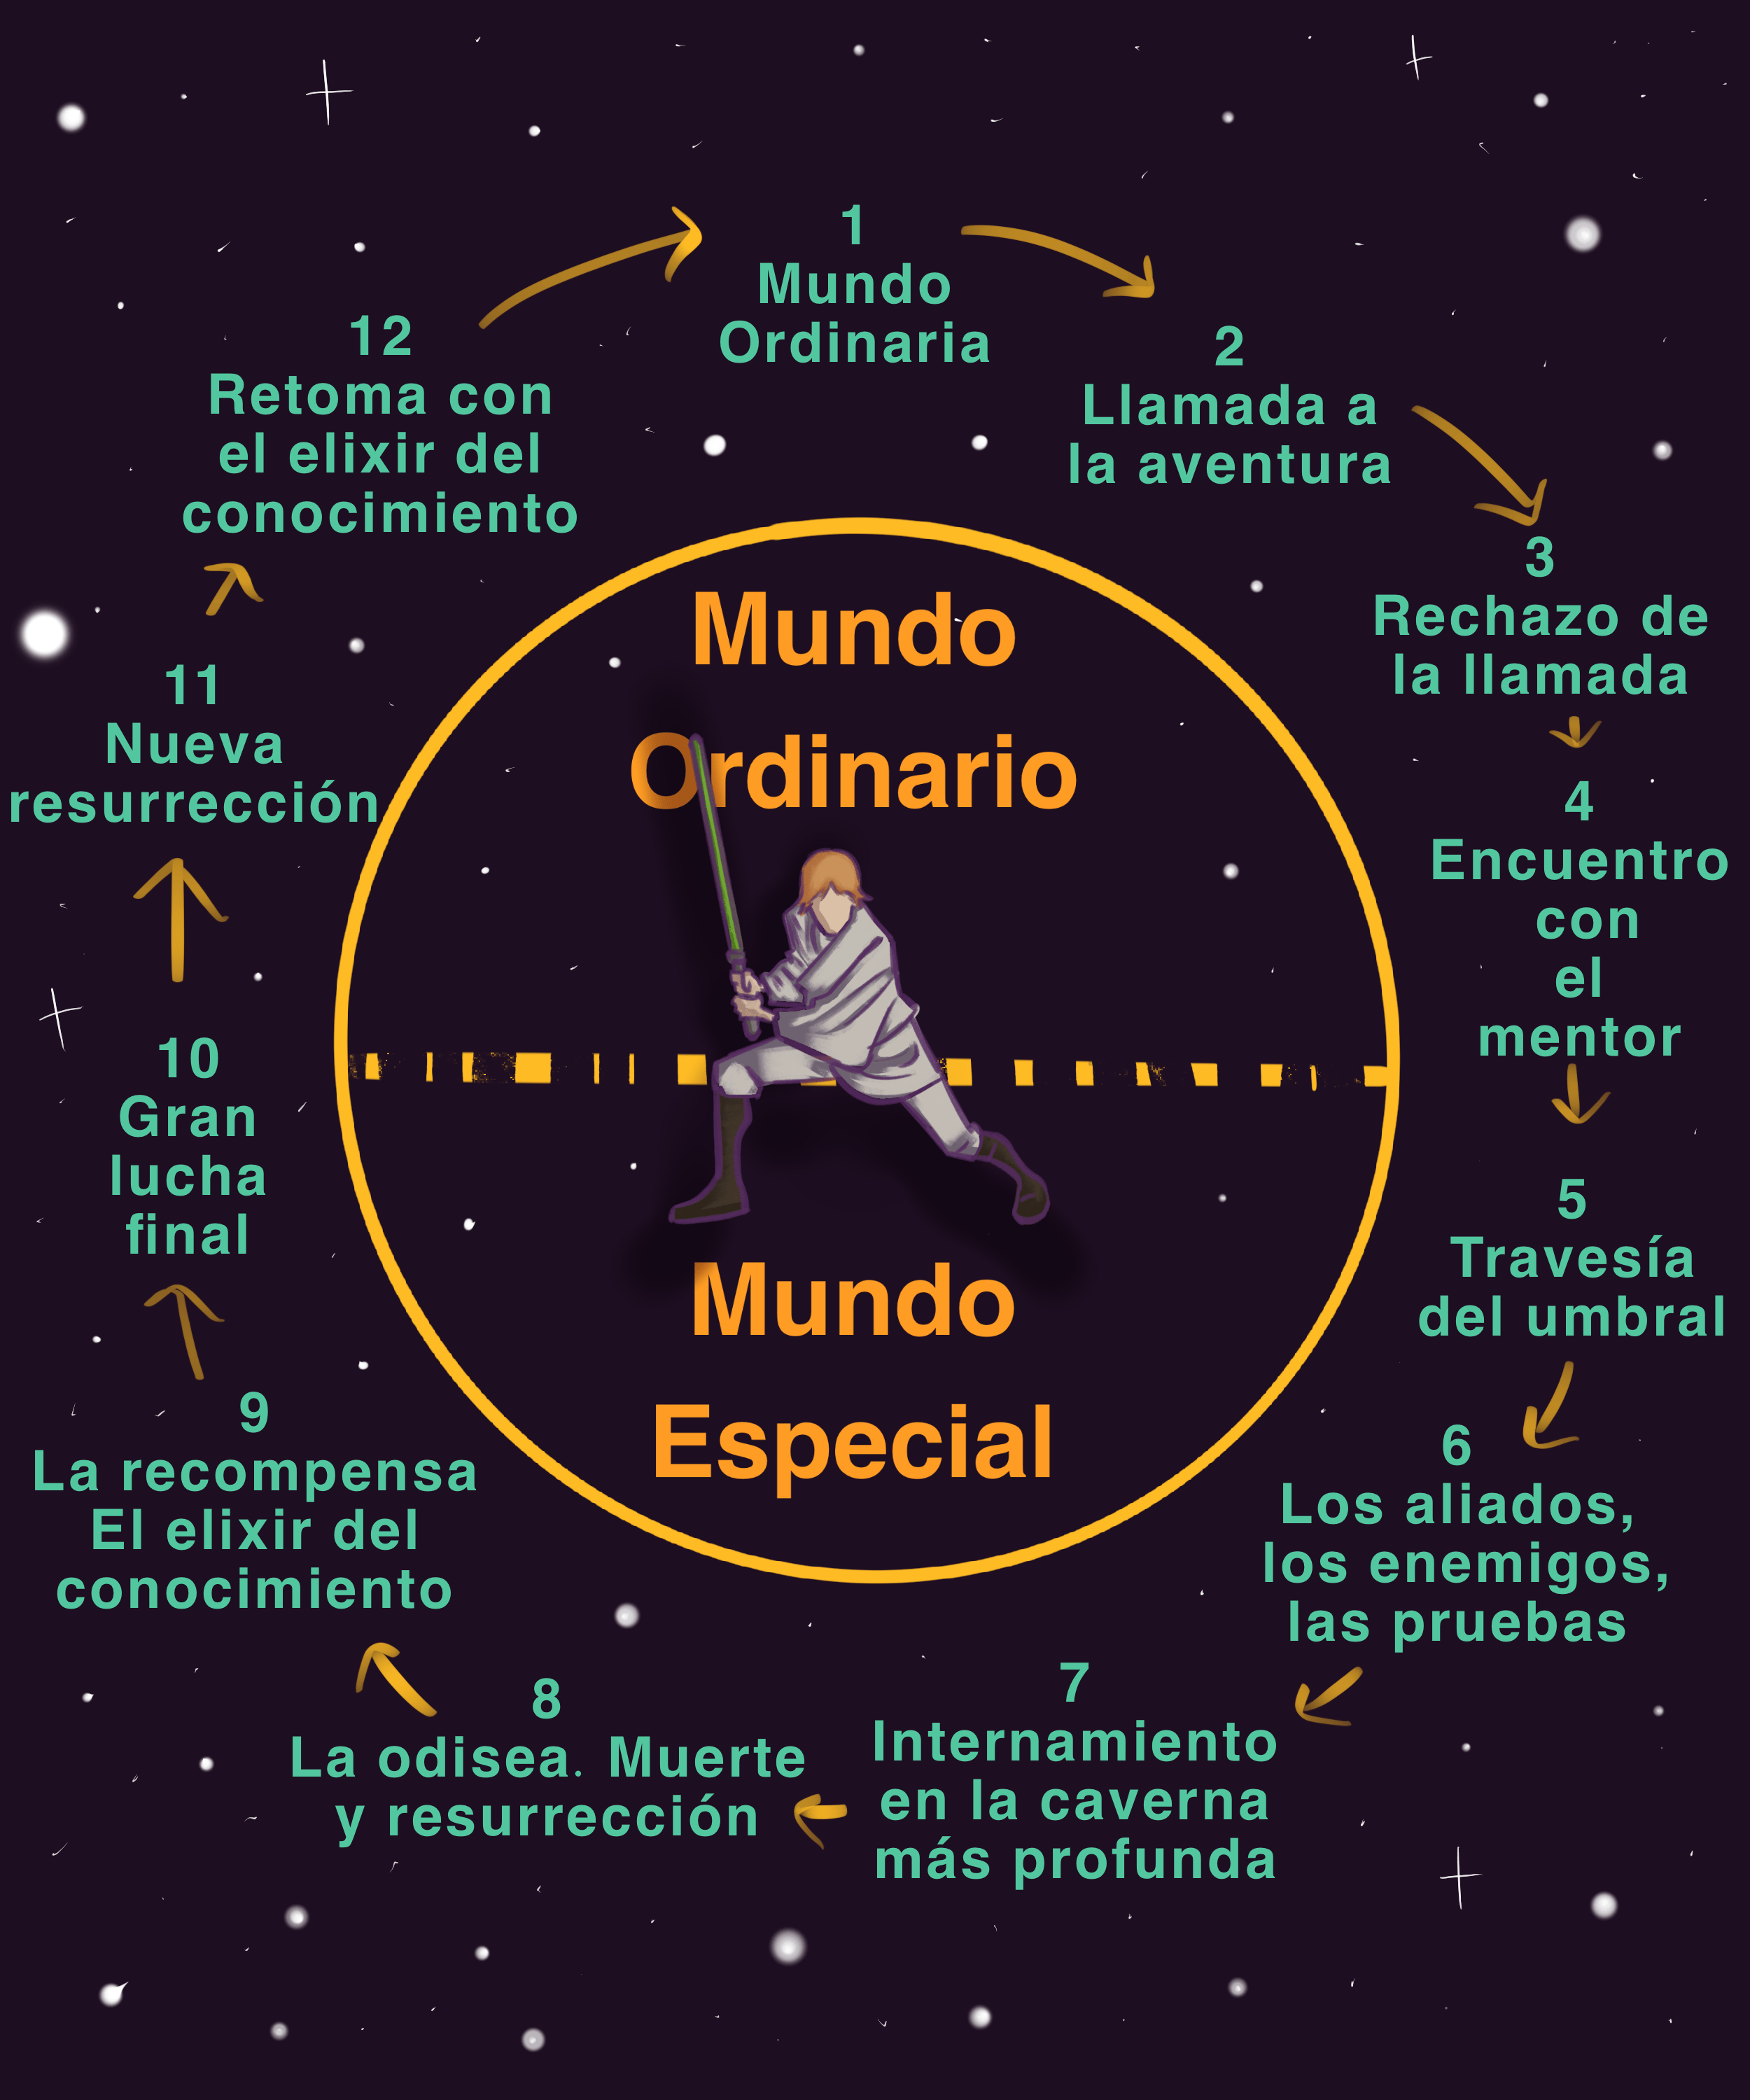 1
Mundo
Ordinaria
2
Llamada a
la aventura
3
Rechazo de
la llamada
4
Encuentro
con
el
mentor
5
Travesía
del umbral
6
Los aliados,
los enemigos,
las pruebas
7
Internamiento
en la caverna
más profunda
8
La odisea. Muerte
y resurrección
9
La recompensa
El elixir del
conocimiento
10
Gran
lucha
final
11
Nueva
resurrección
12
Retoma con
el elixir del
conocimiento
Mundo
Ordinario
Mundo
Especial